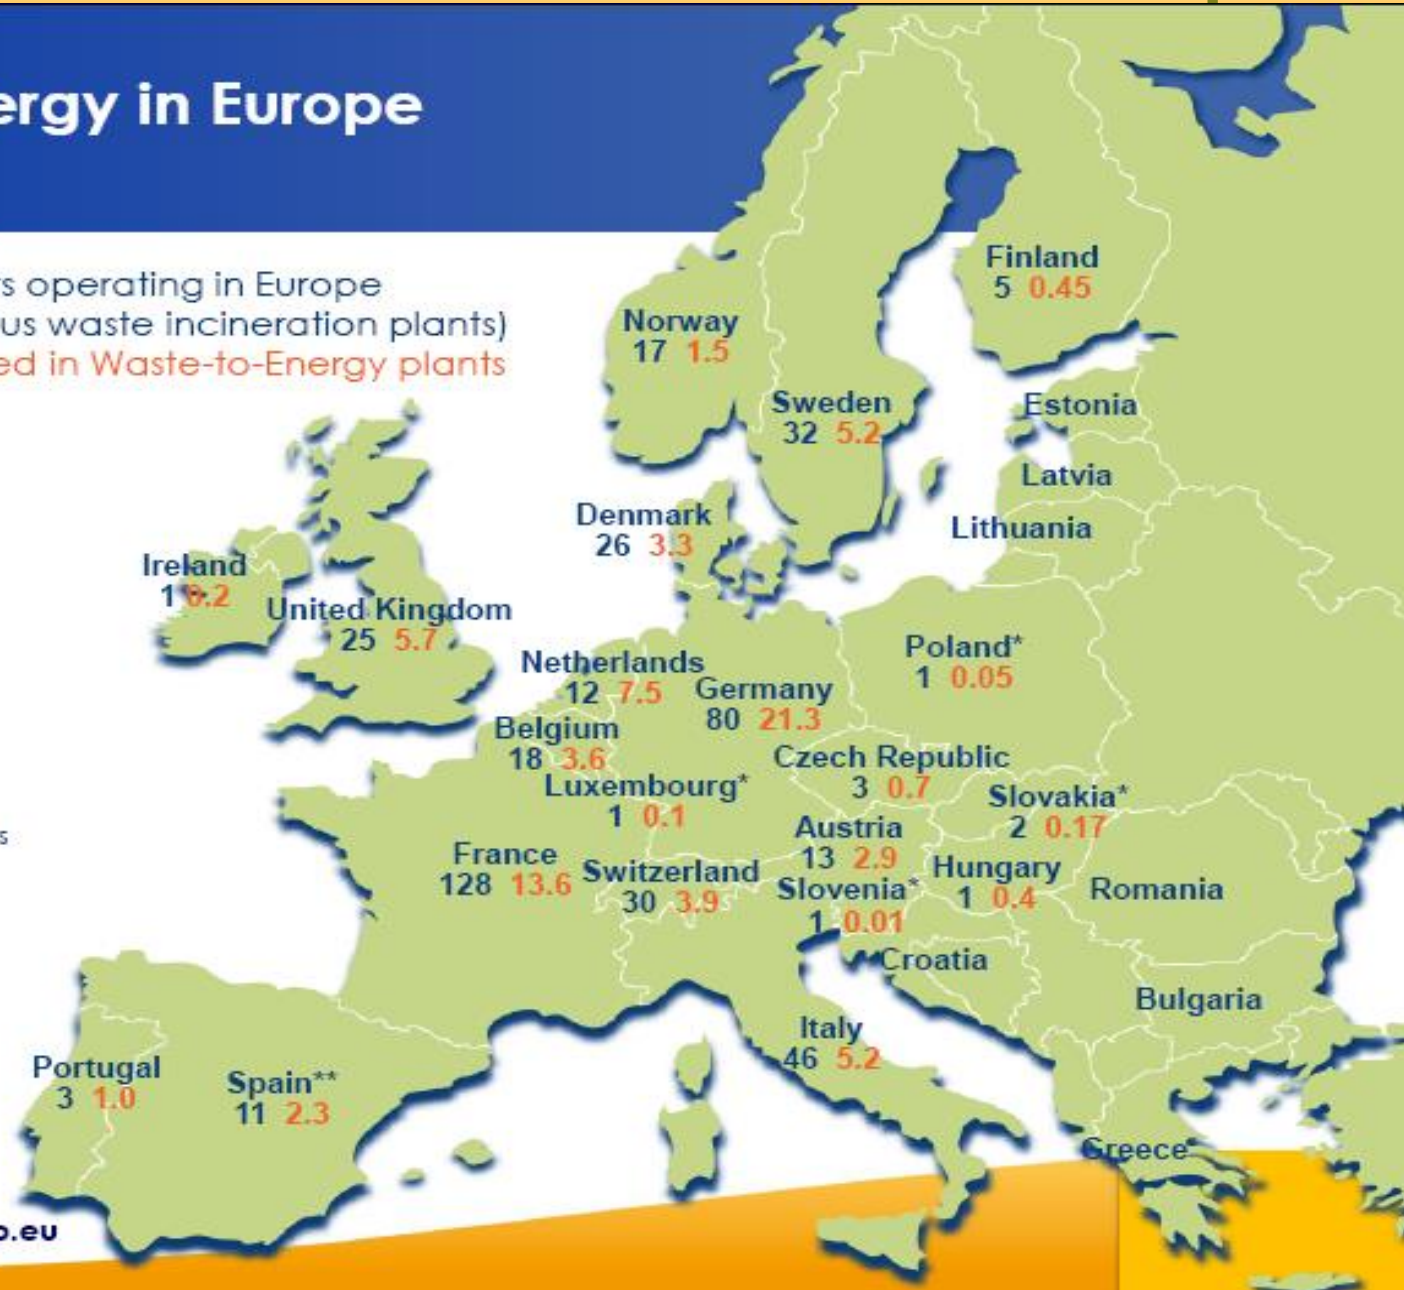 ergy in Europe
s operating in Europe
us waste incineration plants)
ed in Waste-to-Energy plants
Finland
5 0.45
Norway
17 1.5
Sweden
32 5.2
Estonia
Latvia
Lithuania
Denmark
26 3.3
Ireland
1 0.2
United Kingdom
25 5.7
Netherlands
12 7.5
Germany
80 21.3
Poland*
1 0.05
Belgium
18 3.6
Luxembourg*
1 0.1
Czech Republic
3 0.7
Slovakia*
2 0.17
s
Austria
13 2.9
France
128 13.6
Switzerland
30 3.9
Hungary
1 0.4
Slovenia*
1 0.01
Romania
Croatia
Bulgaria
Italy
46 5.2
Portugal
3 1.0
Spain**
11 2.3
Greece
.eu